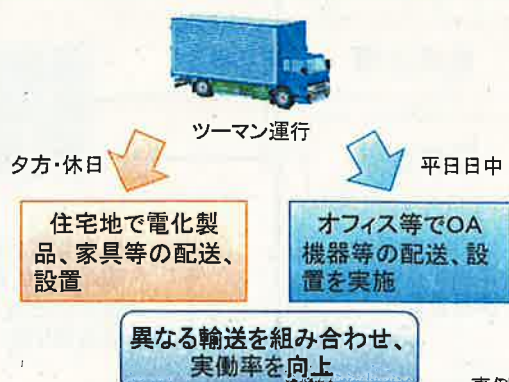 ツーマン運行
夕方・休日
平日日中
住宅地で電化製
品、家具等の配送、
設置
オフィス等でOA
機器等の配送、設
置を実施
異なる輸送を組み合わせ、
実働率を向上